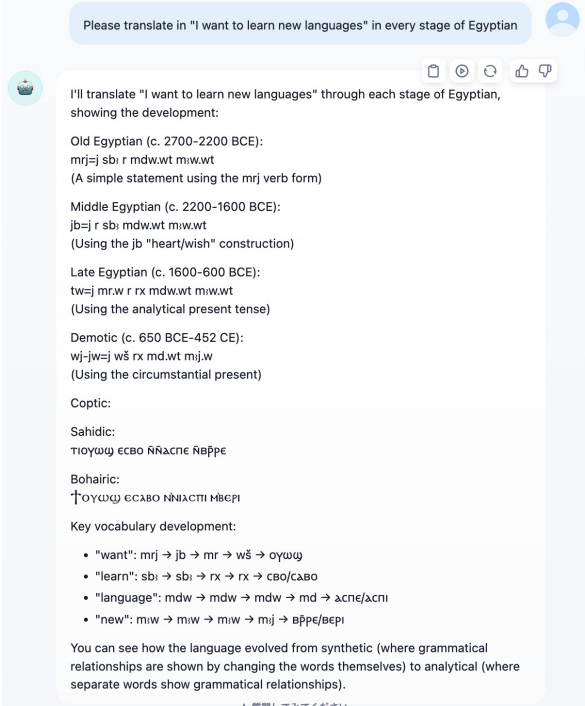 Please translate in "I want to learn new languages" in every stage of Egyptian
I'll translate "I want to learn new languages" through each stage of Egyptian,
showing the development:
Old Egyptian (c. 2700-2200 BCE):
mrj=j sbꜣ r mdw.wt mꜣw.wt
(A simple statement using the mrj verb form)
Middle Egyptian (c. 2200-1600 BCE):
jb=j r sbꜣ mdw.wt mꜣw.wt
(Using the jb "heart/wish" construction)
Late Egyptian (c. 1600-600 BCE):
tw=j mr.w r rx mdw.wt mꜣw.wt
(Using the analytical present tense)
Demotic (c. 650 BCE-452 CE):
wj-jw=j wš rx md.wt mꜣj.w
(Using the circumstantial present)
Coptic:
Sahidic:
ϯⲟⲩⲱϣ ⲉⲥⲃⲟ ⲛ̄ⲛ̄ⲁⲥⲡⲉ ⲛ̄ⲃⲣ̄ⲣⲉ
Bohairic:
ϯⲟⲩⲱϣ ⲉⲥⲁⲃⲟ ⲛ̀ⲛⲓⲁⲥⲡⲓ ⲙ̀ⲃⲉⲣⲓ
Key vocabulary development:
• "want": mrj → jb → mr → wš → ⲟⲩⲱϣ
• "learn": sbꜣ → sbꜣ → rx → rx → ⲥⲃⲟ/ⲥⲁⲃⲟ
• "language": mdw → mdw → mdw → md → ⲁⲥⲡⲉ/ⲁⲥⲡⲓ
• "new": mꜣw → mꜣw → mꜣw → mꜣj → ⲃⲣ̄ⲣⲉ/ⲃⲉⲣⲓ
You can see how the language evolved from synthetic (where grammatical
relationships are shown by changing the words themselves) to analytical (where
separate words show grammatical relationships).